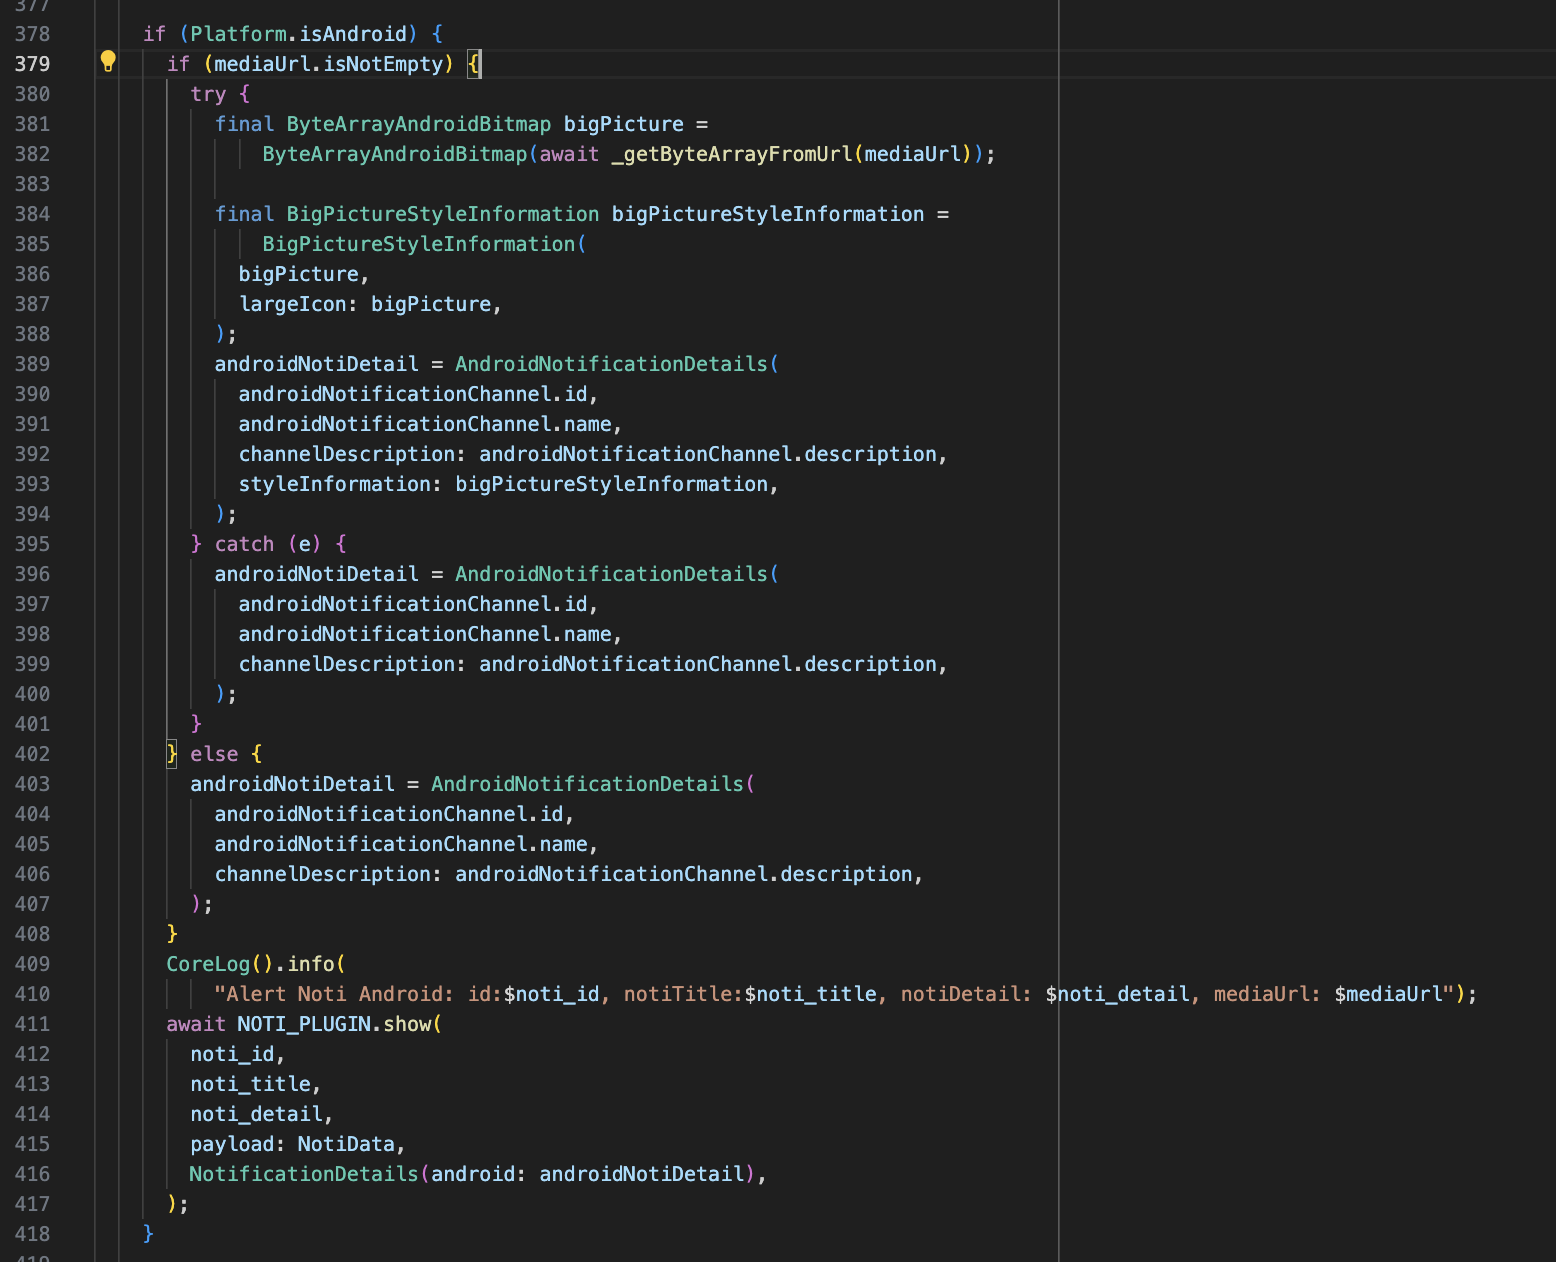 377
378 if (Platform.isAndroid) {
379 if (mediaUrl.isNotEmpty) {
380 try {
381 final ByteArrayAndroidBitmap bigPicture =
382 ByteArrayAndroidBitmap(await _getByteArrayFromUrl(mediaUrl));
383
384 final BigPictureStyleInformation bigPictureStyleInformation =
385 BigPictureStyleInformation(
386 bigPicture,
387 largeIcon: bigPicture,
388 );
389 androidNotiDetail = AndroidNotificationDetails(
390 androidNotificationChannel.id,
391 androidNotificationChannel.name,
392 channelDescription: androidNotificationChannel.description,
393 styleInformation: bigPictureStyleInformation,
394 );
395 } catch (e) {
396 androidNotiDetail = AndroidNotificationDetails(
397 androidNotificationChannel.id,
398 androidNotificationChannel.name,
399 channelDescription: androidNotificationChannel.description,
400 );
401 }
402 } else {
403 androidNotiDetail = AndroidNotificationDetails(
404 androidNotificationChannel.id,
405 androidNotificationChannel.name,
406 channelDescription: androidNotificationChannel.description,
407 );
408 }
409 CoreLog().info(
410 "Alert Noti Android: id:$noti_id, notiTitle:$noti_title, notiDetail: $noti_detail, mediaUrl: $mediaUrl");
411 await NOTI_PLUGIN.show(
412 noti_id,
413 noti_title,
414 noti_detail,
415 payload: NotiData,
416 NotificationDetails(android: androidNotiDetail),
417 );
418 }
419